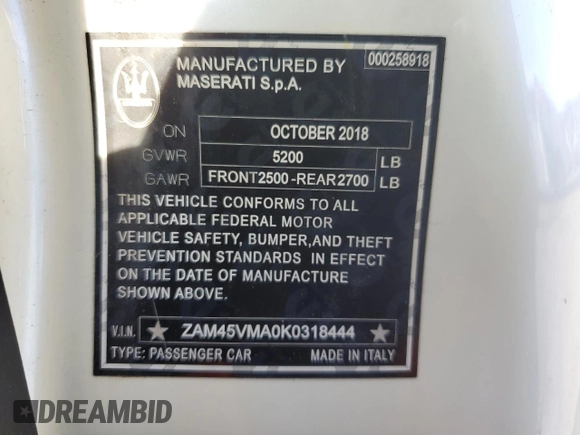 MANUFACTURED BY
MASERATI S.p.A.
000258918
ON OCTOBER 2018
GVWR 5200 LB
GAWR FRONT2500-REAR2700 LB
THIS VEHICLE CONFORMS TO ALL
APPLICABLE FEDERAL MOTOR
VEHICLE SAFETY, BUMPER,AND THEFT
PREVENTION STANDARDS IN EFFECT
ON THE DATE OF MANUFACTURE
SHOWN ABOVE.
V.I.N. ★ ZAM45VMA0K0318444 ★
TYPE: PASSENGER CAR MADE IN ITALY
DREAMBID